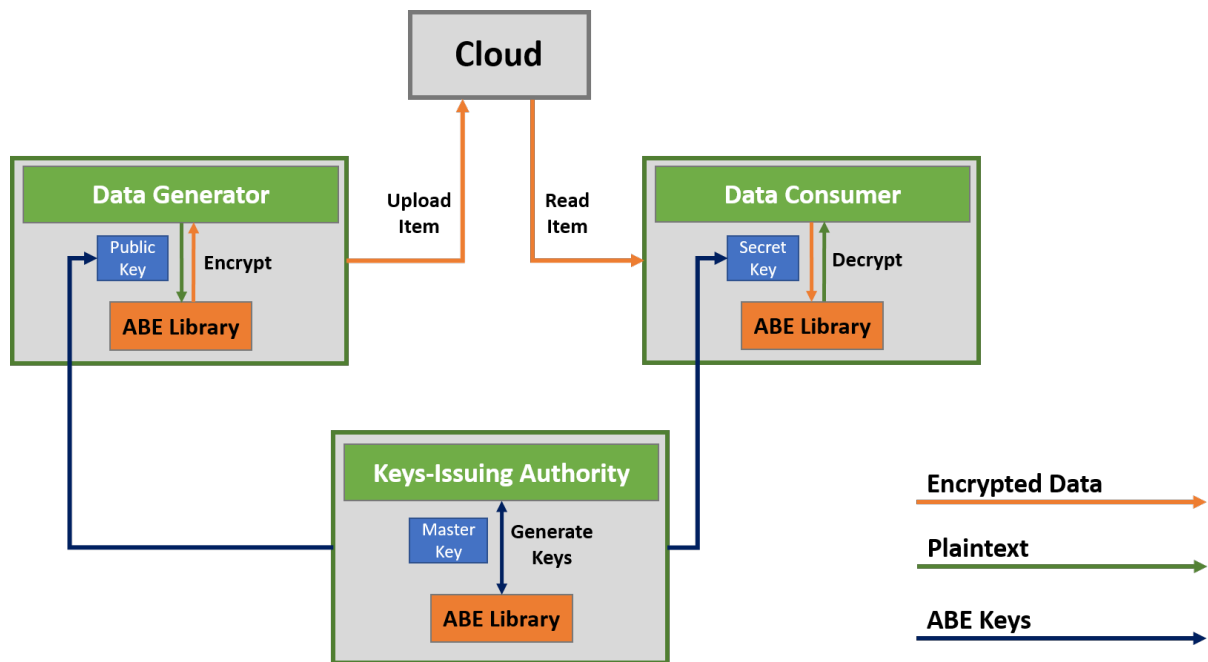 Cloud
Data Generator
Public
Key
Encrypt
ABE Library
Upload
Item
Read
Item
Data Consumer
Secret
Key
Decrypt
ABE Library
Keys-Issuing Authority
Master
Key
Generate
Keys
ABE Library
Encrypted Data
Plaintext
ABE Keys